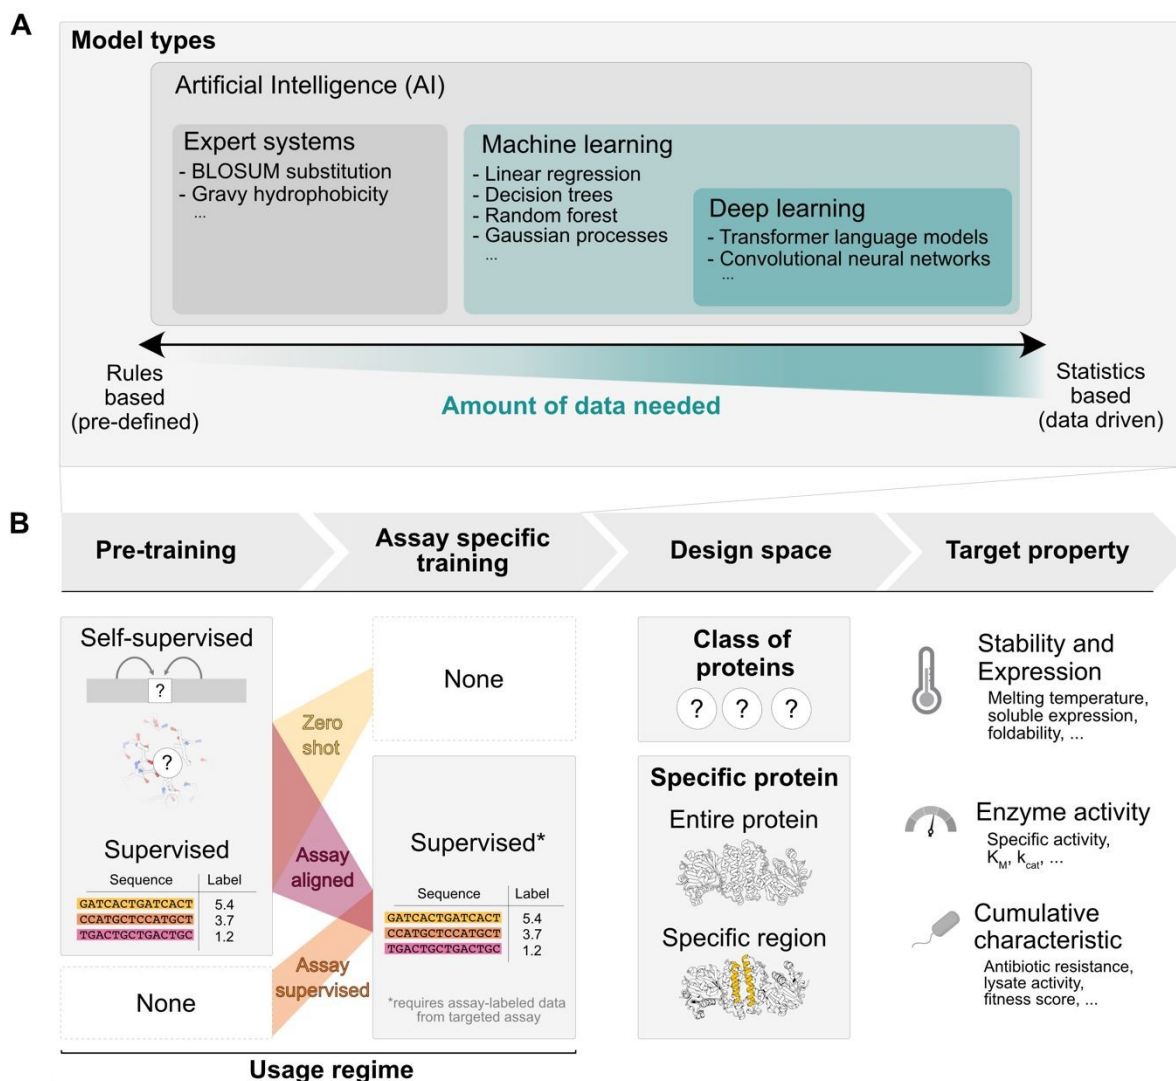 A
Model types
Artificial Intelligence (AI)
Expert systems
- BLOSUM substitution
- Gravy hydrophobicity
...
Machine learning
- Linear regression
- Decision trees
- Random forest
- Gaussian processes
...
Deep learning
- Transformer language models
- Convolutional neural networks
...
Rules
based
(pre-defined)
Amount of data needed
Statistics
based
(data driven)
B
Pre-training
Assay specific
training
Design space
Target property
Self-supervised
?
?
Supervised
Sequence Label
GATCACTGATCACT 5.4
CCATGCTCCATGCT 3.7
TGACTGCTGACTGC 1.2
None
Zero
shot
Assay
aligned
Assay
supervised
None
Supervised*
Sequence Label
GATCACTGATCACT 5.4
CCATGCTCCATGCT 3.7
TGACTGCTGACTGC 1.2
*requires assay-labeled data
from targeted assay
Usage regime
Class of
proteins
? ? ?
Specific protein
Entire protein
Specific region
Stability and
Expression
Melting temperature,
soluble expression,
foldability, ...
Enzyme activity
Specific activity,
K_M, k_cat, ...
Cumulative
characteristic
Antibiotic resistance,
lysate activity,
fitness score, ...